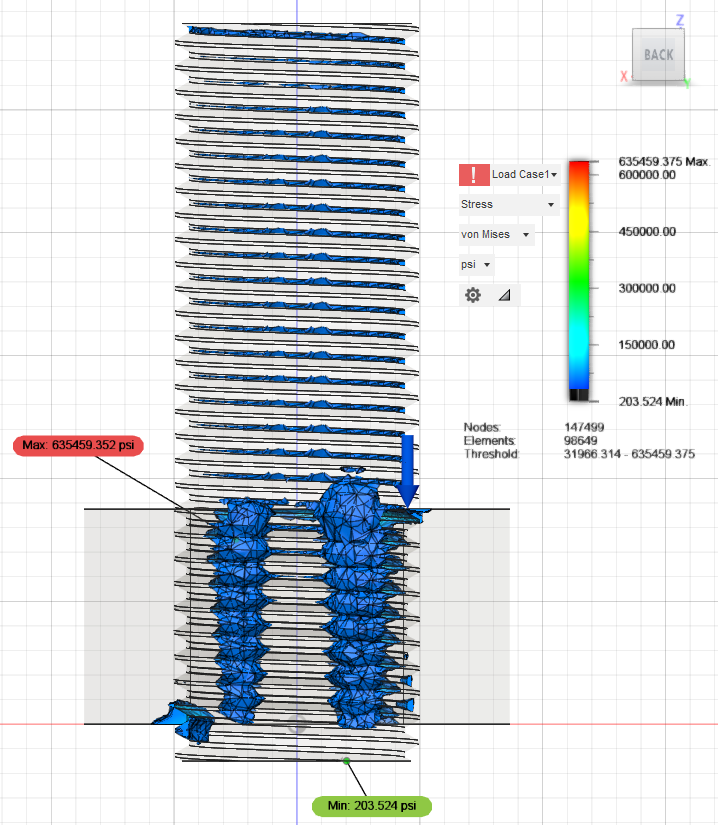 Z
BACK
X
Y
635459.375 Max.
! Load Case1
600000.00
Stress
von Mises
450000.00
psi
300000.00
150000.00
203.524 Min.
Nodes: 147499
Elements: 98649
Threshold: 31966.314 - 635459.375
Max: 635459.352 psi
Min: 203.524 psi